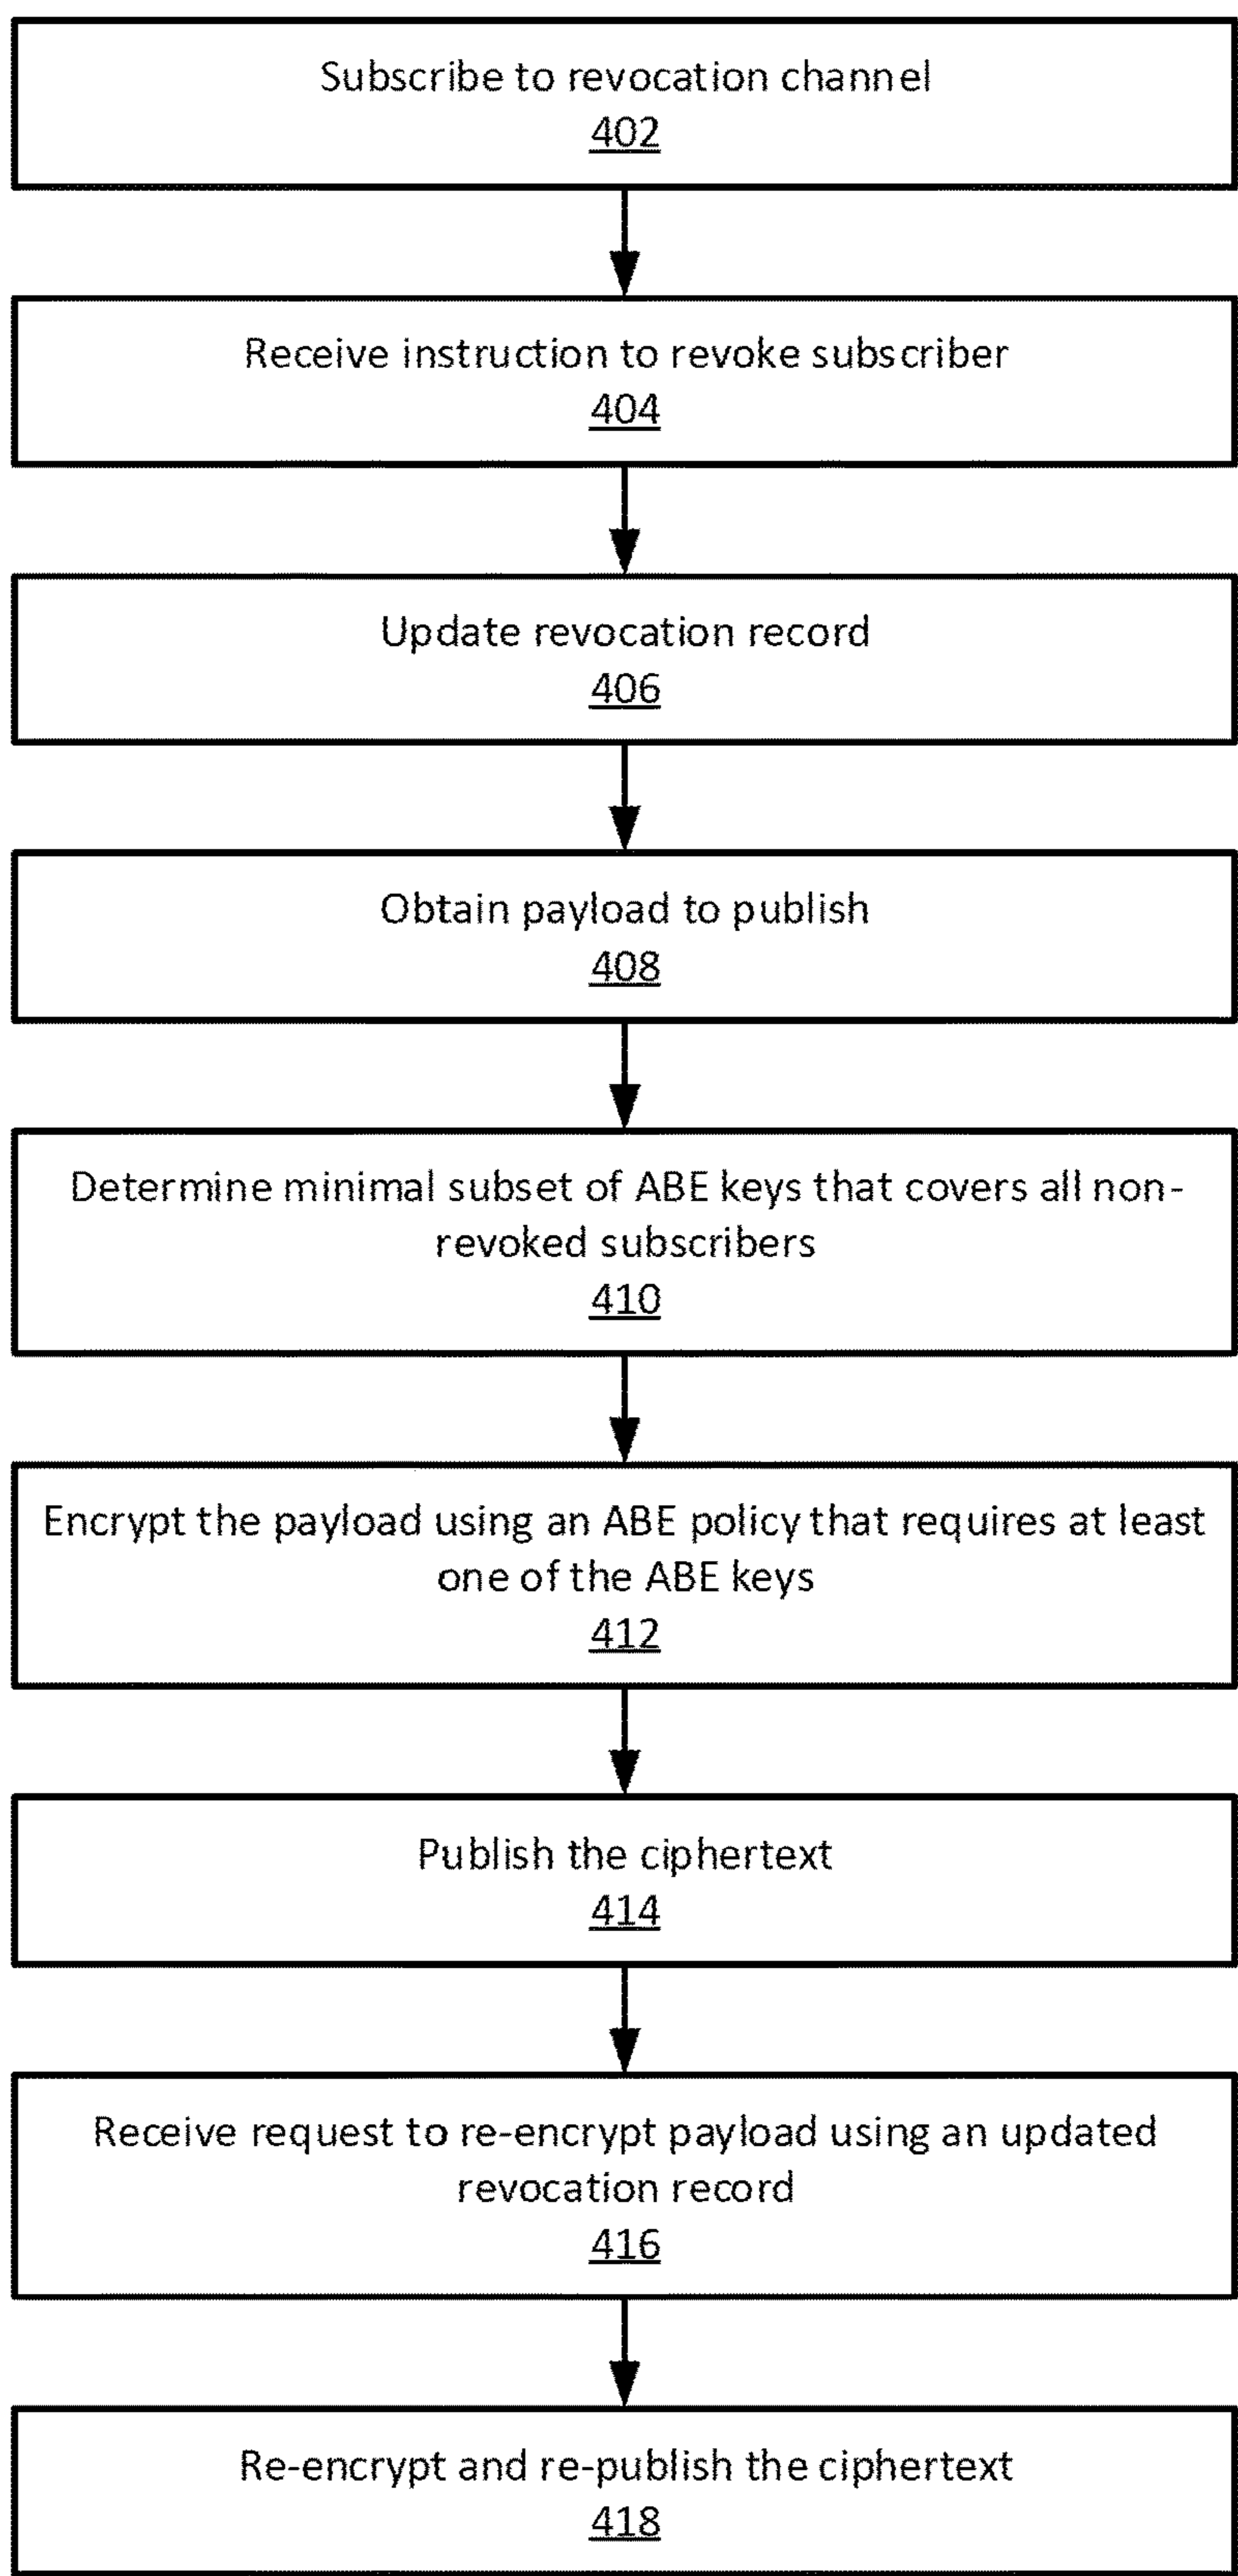 Subscribe to revocation channel
402
Receive instruction to revoke subscriber
404
Update revocation record
406
Obtain payload to publish
408
Determine minimal subset of ABE keys that covers all non-
revoked subscribers
410
Encrypt the payload using an ABE policy that requires at least
one of the ABE keys
412
Publish the ciphertext
414
Receive request to re-encrypt payload using an updated
revocation record
416
Re-encrypt and re-publish the ciphertext
418